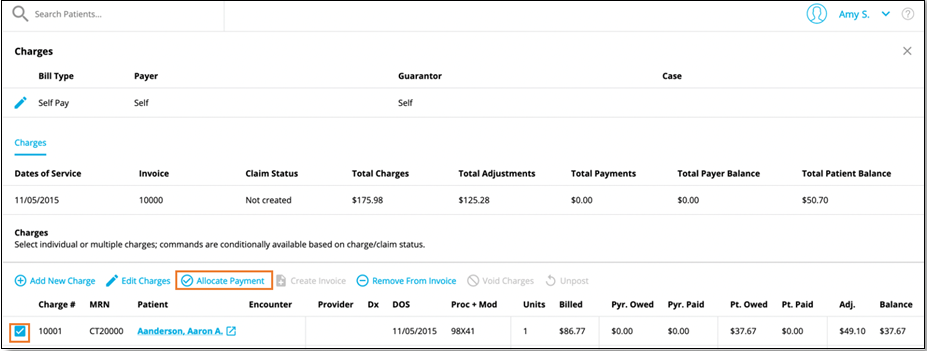 Search Patients... Amy S.
Charges
Bill Type Payer Guarantor Case
Self Pay Self Self
Charges
Dates of Service Invoice Claim Status Total Charges Total Adjustments Total Payments Total Payer Balance Total Patient Balance
11/05/2015 10000 Not created $175.98 $125.28 $0.00 $0.00 $50.70
Charges
Select individual or multiple charges; commands are conditionally available based on charge/claim status.
Add New Charge Edit Charges Allocate Payment Create Invoice Remove From Invoice Void Charges Unpost
Charge # MRN Patient Encounter Provider Dx DOS Proc + Mod Units Billed Pyr. Owed Pyr. Paid Pt. Owed Pt. Paid Adj. Balance
10001 CT20000 Aanderson, Aaron A. 11/05/2015 98X41 1 $86.77 $0.00 $0.00 $37.67 $0.00 $49.10 $37.67